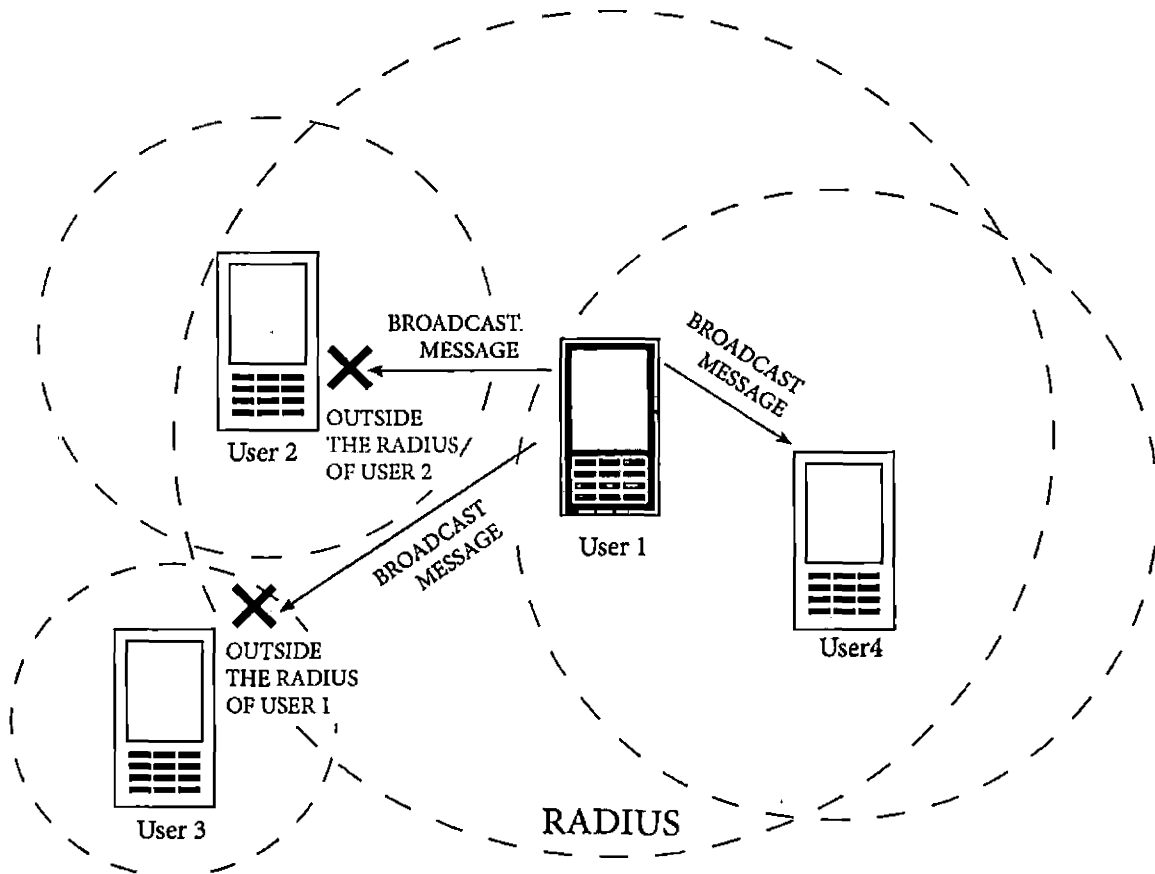 BROADCAST.
MESSAGE
OUTSIDE
THE RADIUS
OF USER 2
User 2
BROADCAST
MESSAGE
User 1
BROADCAST
MESSAGE
User4
OUTSIDE
THE RADIUS
OF USER 1
User 3
RADIUS